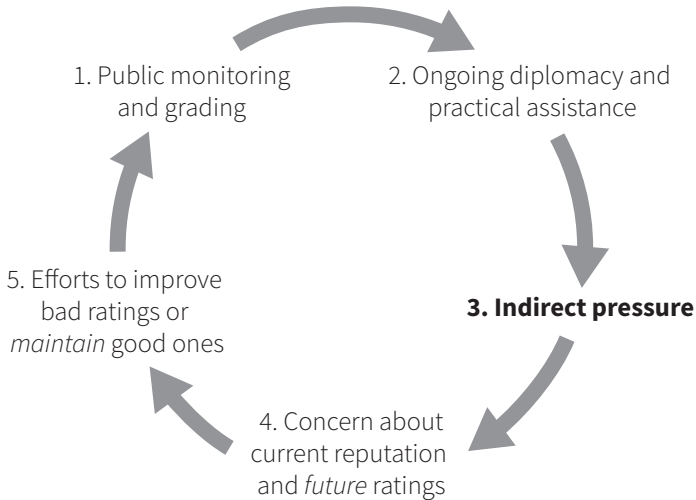 1. Public monitoring
and grading
2. Ongoing diplomacy and
practical assistance
3. Indirect pressure
4. Concern about
current reputation
and future ratings
5. Efforts to improve
bad ratings or
maintain good ones